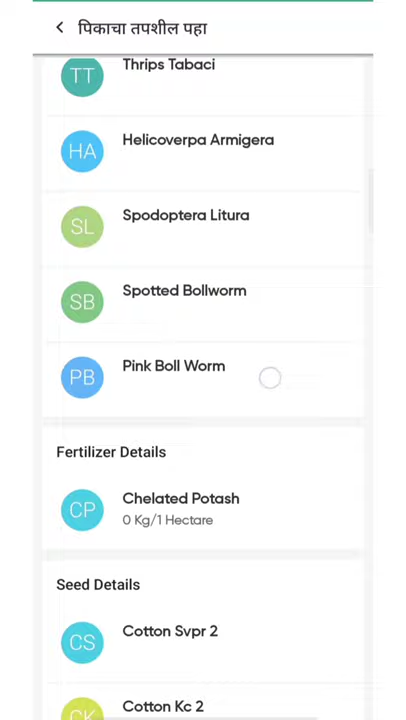 पिकाचा तपशील पहा
TT
Thrips Tabaci
HA
Helicoverpa Armigera
SL
Spodoptera Litura
SB
Spotted Bollworm
PB
Pink Boll Worm
Fertilizer Details
CP
Chelated Potash
0 Kg/1 Hectare
Seed Details
CS
Cotton Svpr 2
CK
Cotton Kc 2